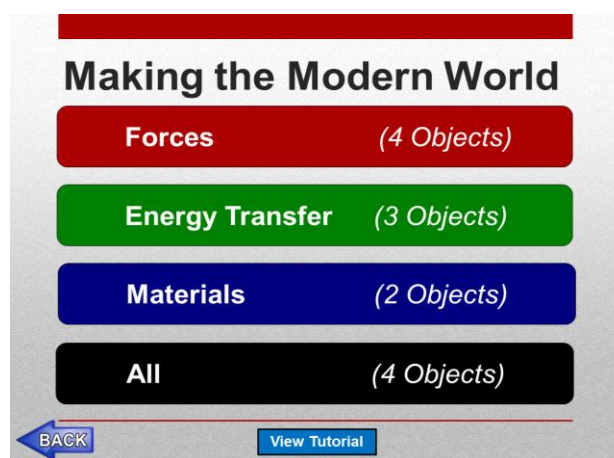 Making the Modern World
Forces (4 Objects)
Energy Transfer (3 Objects)
Materials (2 Objects)
All (4 Objects)
BACK
View Tutorial